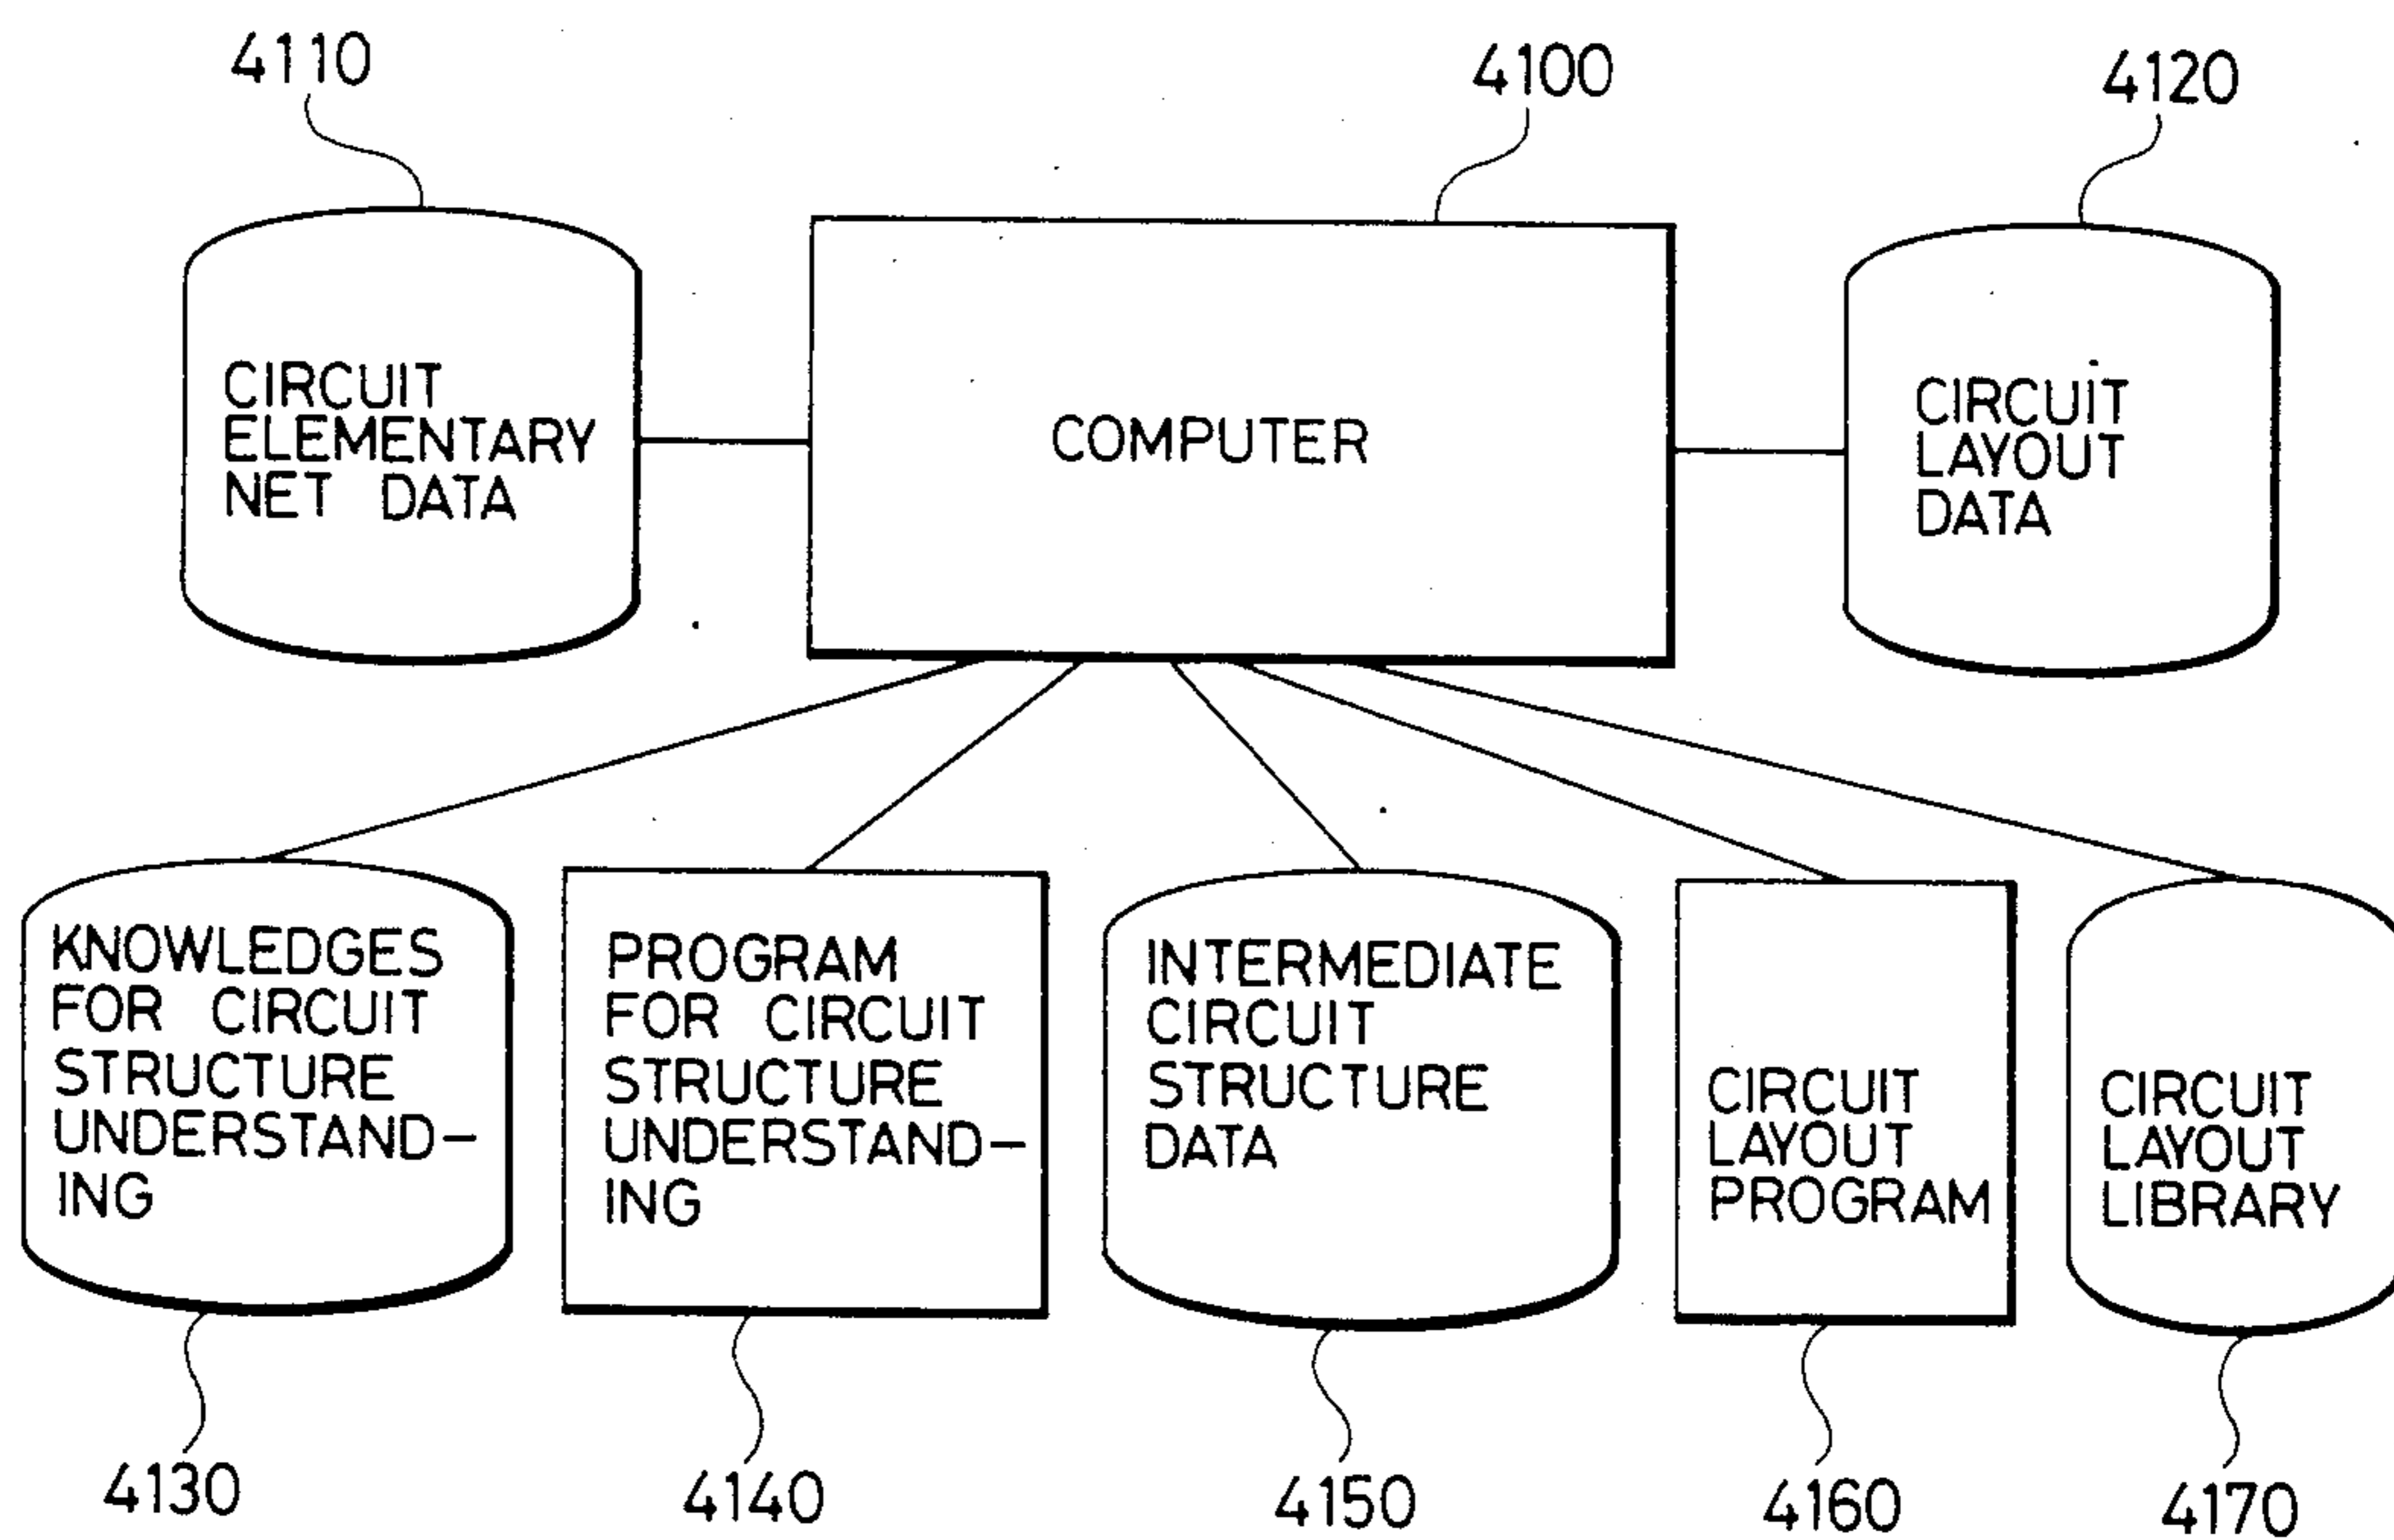 4110
4100
4120
CIRCUIT
ELEMENTARY
NET DATA
COMPUTER
CIRCUIT
LAYOUT
DATA
KNOWLEDGES
FOR CIRCUIT
STRUCTURE
UNDERSTAND-
ING
PROGRAM
FOR CIRCUIT
STRUCTURE
UNDERSTAND-
ING
INTERMEDIATE
CIRCUIT
STRUCTURE
DATA
CIRCUIT
LAYOUT
PROGRAM
CIRCUIT
LAYOUT
LIBRARY
4130
4140
4150
4160
4170